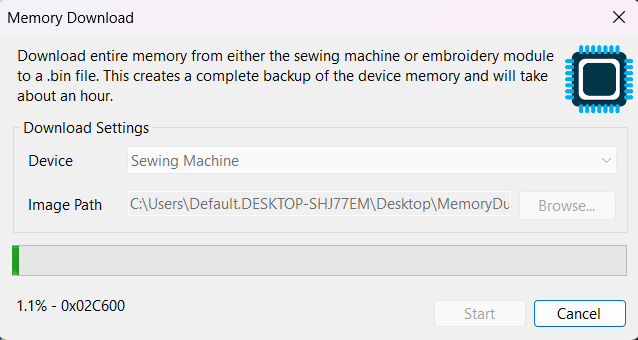 Memory Download
Download entire memory from either the sewing machine or embroidery module
to a .bin file. This creates a complete backup of the device memory and will take
about an hour.
Download Settings
Device
Sewing Machine
Image Path
C:\Users\Default.DESKTOP-SHJ77EM\Desktop\MemoryDu
Browse...
1.1% - 0x02C600
Start
Cancel